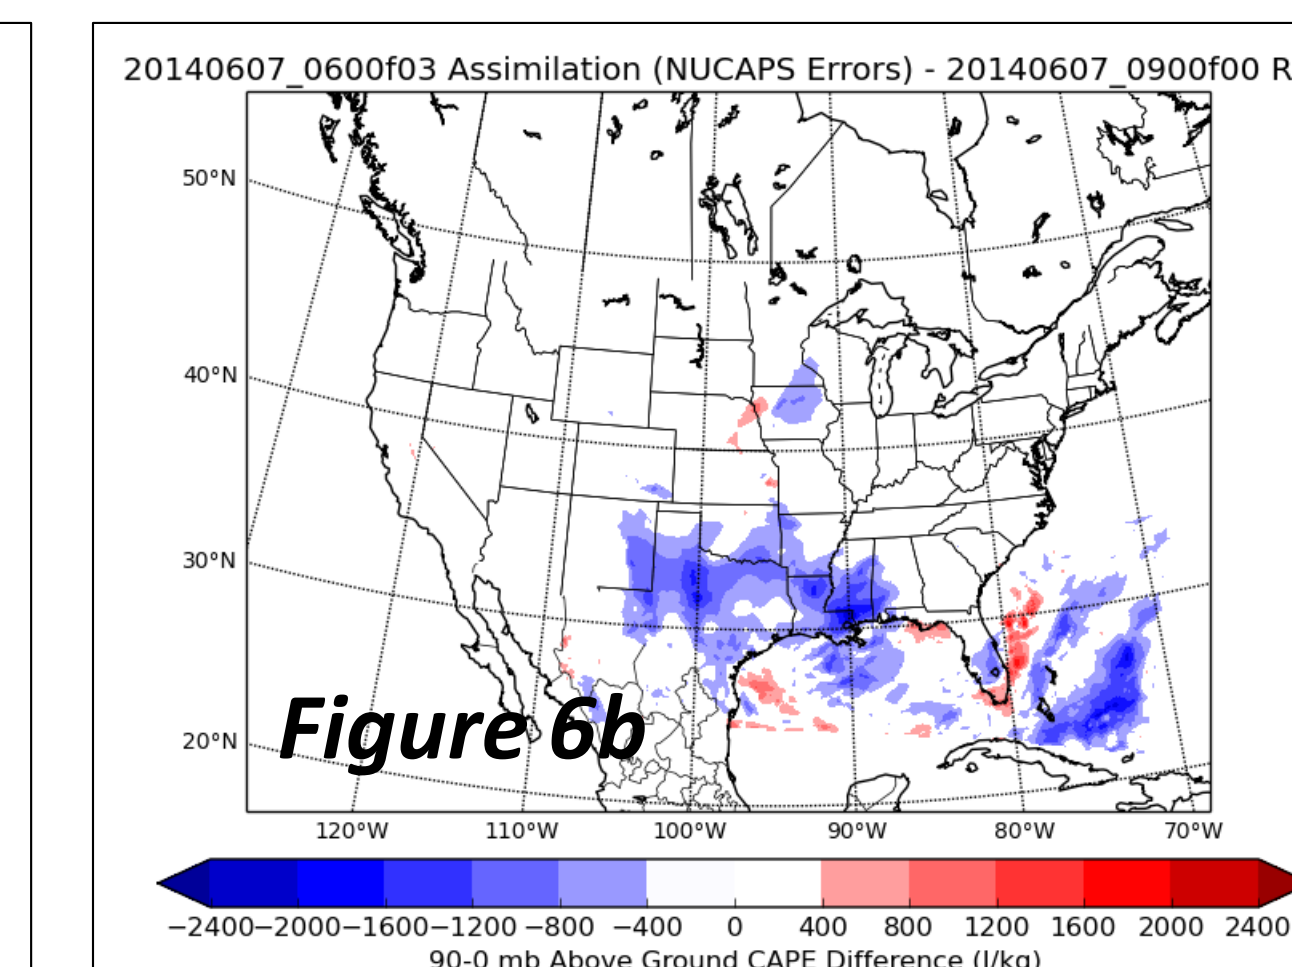 20140607_0600f03 Assimilation (NUCAPS Errors) - 20140607_0900f00 R
50°N
40°N
30°N
20°N
Figure 6b
120°W 110°W 100°W 90°W 80°W 70°W
−2400 −2000 −1600 −1200 −800 −400 0 400 800 1200 1600 2000 2400
90-0 mb Above Ground CAPE Difference (J/kg)